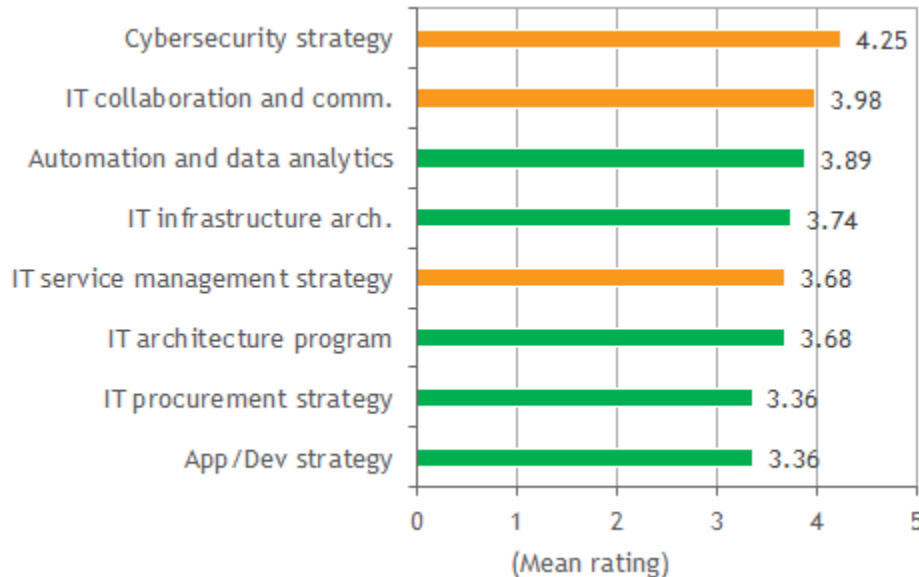 Cybersecurity strategy 4.25
IT collaboration and comm. 3.98
Automation and data analytics 3.89
IT infrastructure arch. 3.74
IT service management strategy 3.68
IT architecture program 3.68
IT procurement strategy 3.36
App/Dev strategy 3.36
0 1 2 3 4 5
(Mean rating)